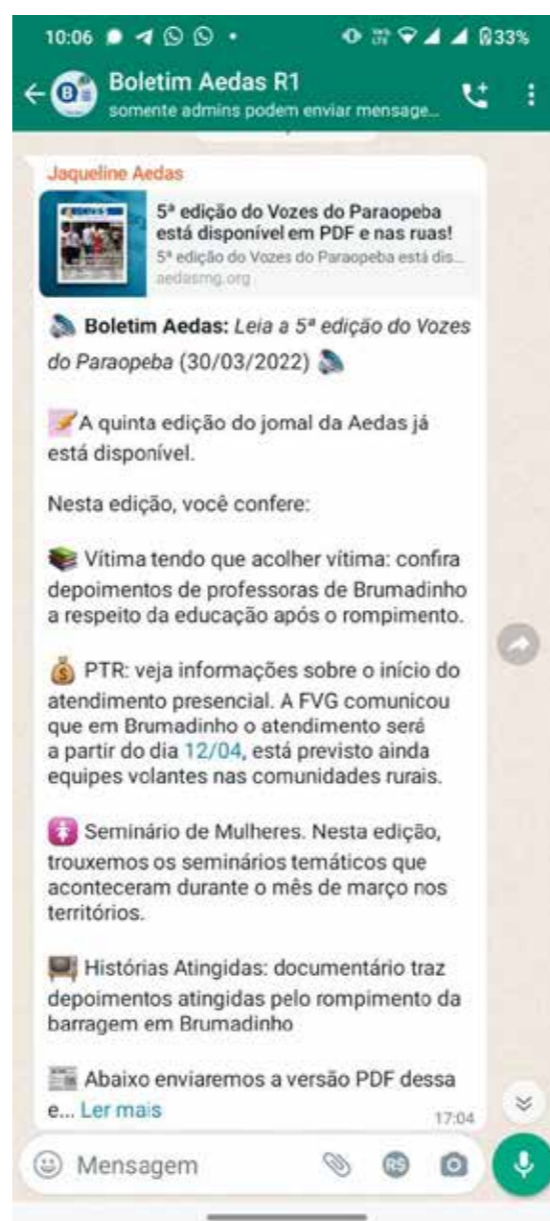 10:06
33%
Boletim Aedas R1
somente admins podem enviar mensage...
Jaqueline Aedas
5ª edição do Vozes do Paraopeba
está disponível em PDF e nas ruas!
5ª edição do Vozes do Paraopeba está dis...
aedasmg.org
Boletim Aedas: Leia a 5ª edição do Vozes
do Paraopeba (30/03/2022)
A quinta edição do jornal da Aedas já
está disponível.
Nesta edição, você confere:
Vítima tendo que acolher vítima: confira
depoimentos de professoras de Brumadinho
a respeito da educação após o rompimento.
PTR: veja informações sobre o início do
atendimento presencial. A FVG comunicou
que em Brumadinho o atendimento será
a partir do dia 12/04, está previsto ainda
equipes volantes nas comunidades rurais.
Seminário de Mulheres. Nesta edição,
trouxemos os seminários temáticos que
aconteceram durante o mês de março nos
territórios.
Histórias Atingidas: documentário traz
depoimentos atingidas pelo rompimento da
barragem em Brumadinho
Abaixo enviaremos a versão PDF dessa
e... Ler mais
17:04
Mensagem
R$